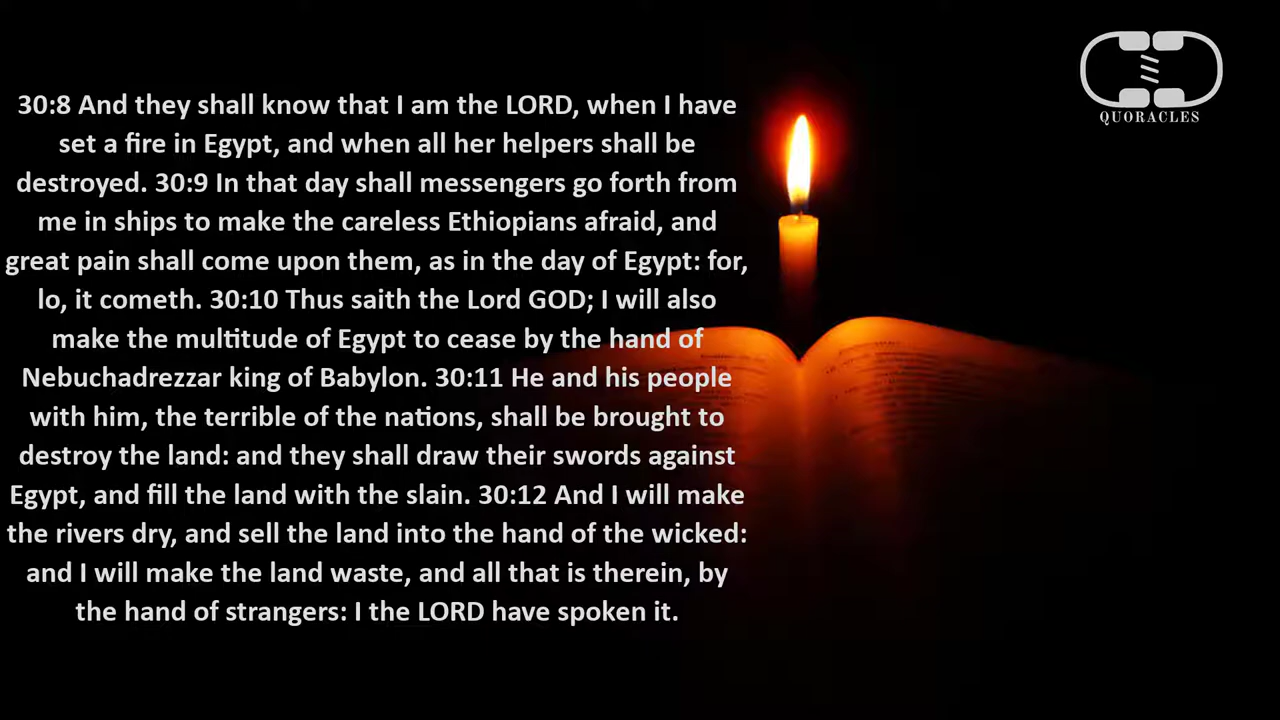 30:8 And they shall know that I am the LORD, when I have
set a fire in Egypt, and when all her helpers shall be
destroyed. 30:9 In that day shall messengers go forth from
me in ships to make the careless Ethiopians afraid, and
great pain shall come upon them, as in the day of Egypt: for,
lo, it cometh. 30:10 Thus saith the Lord GOD; I will also
make the multitude of Egypt to cease by the hand of
Nebuchadrezzar king of Babylon. 30:11 He and his people
with him, the terrible of the nations, shall be brought to
destroy the land: and they shall draw their swords against
Egypt, and fill the land with the slain. 30:12 And I will make
the rivers dry, and sell the land into the hand of the wicked:
and I will make the land waste, and all that is therein, by
the hand of strangers: I the LORD have spoken it.
QUORACLES